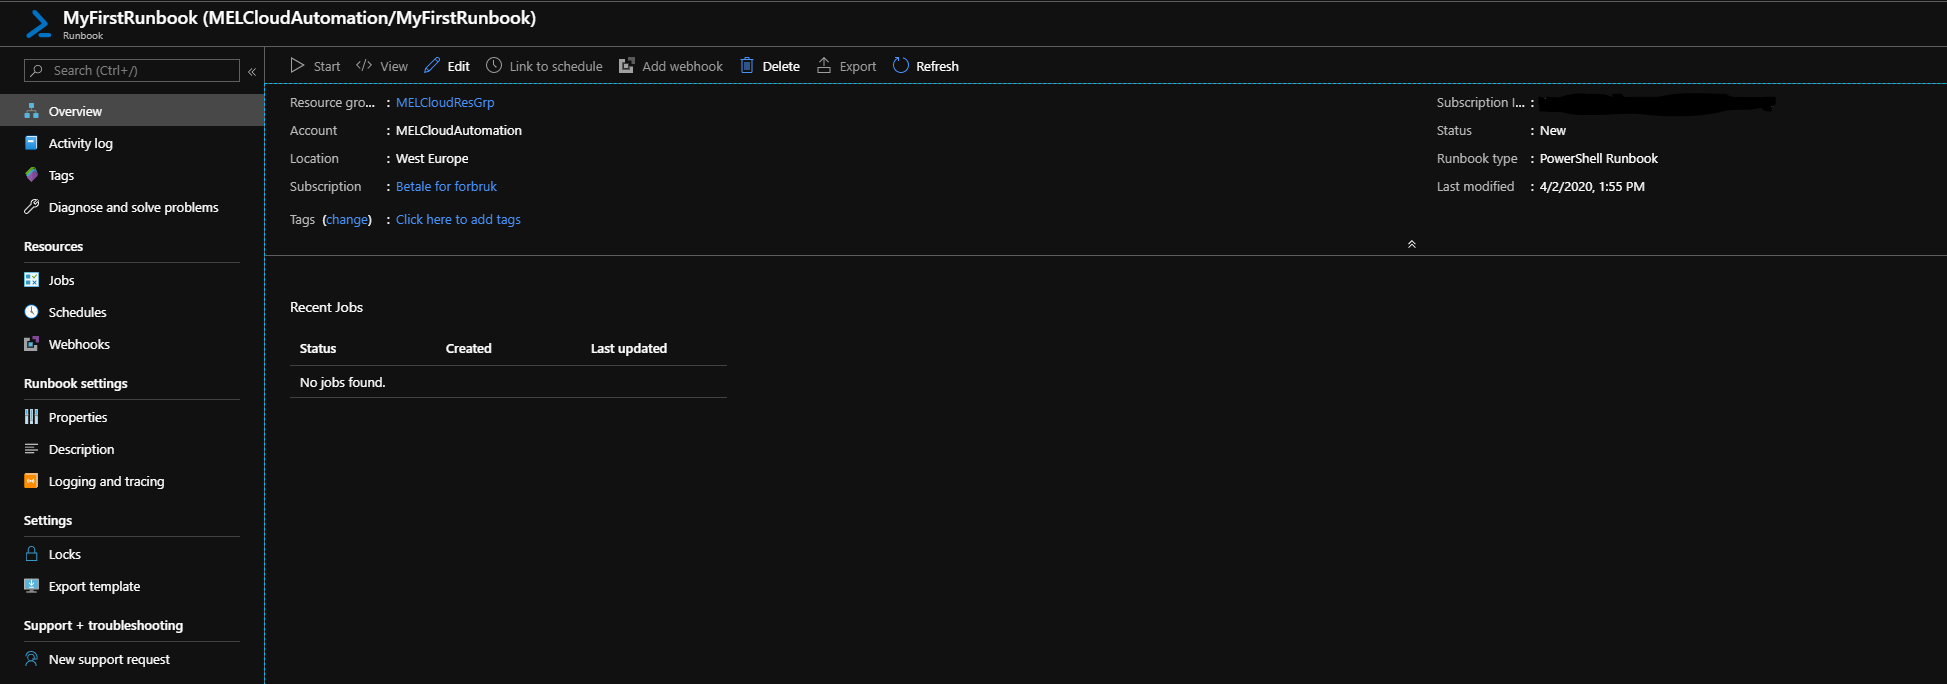 MyFirstRunbook (MELCloudAutomation/MyFirstRunbook)
Runbook
Search (Ctrl+/)
«
Start
View
Edit
Link to schedule
Add webhook
Delete
Export
Refresh
Overview
Activity log
Tags
Diagnose and solve problems
Resources
Jobs
Schedules
Webhooks
Runbook settings
Properties
Description
Logging and tracing
Settings
Locks
Export template
Support + troubleshooting
New support request
Resource gro... : MELCloudResGrp
Account : MELCloudAutomation
Location : West Europe
Subscription : Betale for forbruk
Tags (change) : Click here to add tags
Subscription I... :
Status : New
Runbook type : PowerShell Runbook
Last modified : 4/2/2020, 1:55 PM
Recent Jobs
Status Created Last updated
No jobs found.